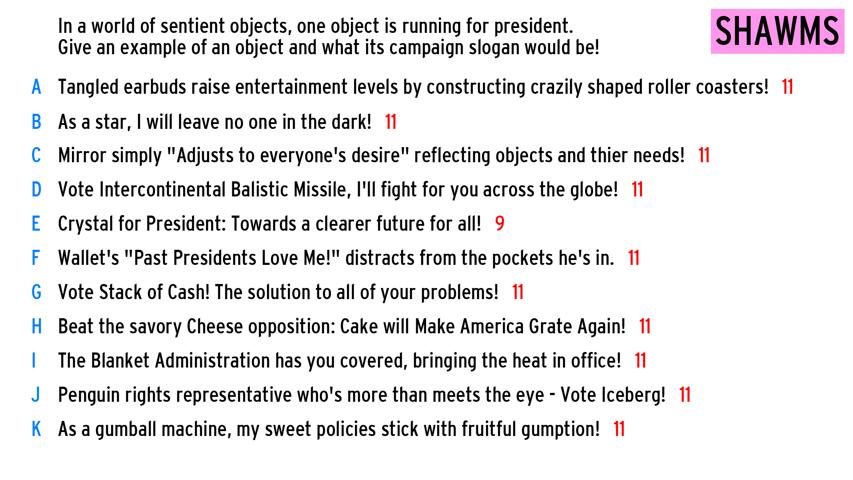 In a world of sentient objects, one object is running for president.
Give an example of an object and what its campaign slogan would be!
SHAWMS
A Tangled earbuds raise entertainment levels by constructing crazily shaped roller coasters! 11
B As a star, I will leave no one in the dark! 11
C Mirror simply "Adjusts to everyone's desire" reflecting objects and thier needs! 11
D Vote Intercontinental Balistic Missile, I'll fight for you across the globe! 11
E Crystal for President: Towards a clearer future for all! 9
F Wallet's "Past Presidents Love Me!" distracts from the pockets he's in. 11
G Vote Stack of Cash! The solution to all of your problems! 11
H Beat the savory Cheese opposition: Cake will Make America Grate Again! 11
I The Blanket Administration has you covered, bringing the heat in office! 11
J Penguin rights representative who's more than meets the eye - Vote Iceberg! 11
K As a gumball machine, my sweet policies stick with fruitful gumption! 11